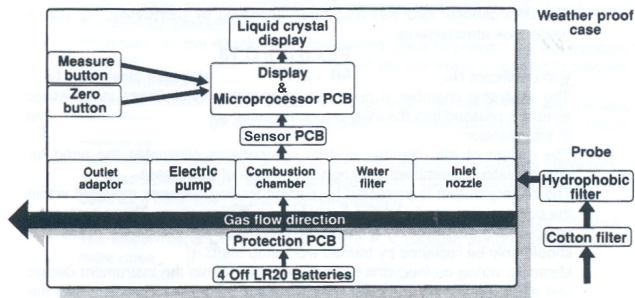 Liquid crystal
display
Weather proof
case
Measure
button
Zero
button
Display
&
Microprocessor PCB
Sensor PCB
Probe
Outlet
adaptor
Electric
pump
Combustion
chamber
Water
filter
Inlet
nozzle
Hydrophobic
filter
Gas flow direction
Protection PCB
Cotton filter
4 Off LR20 Batteries